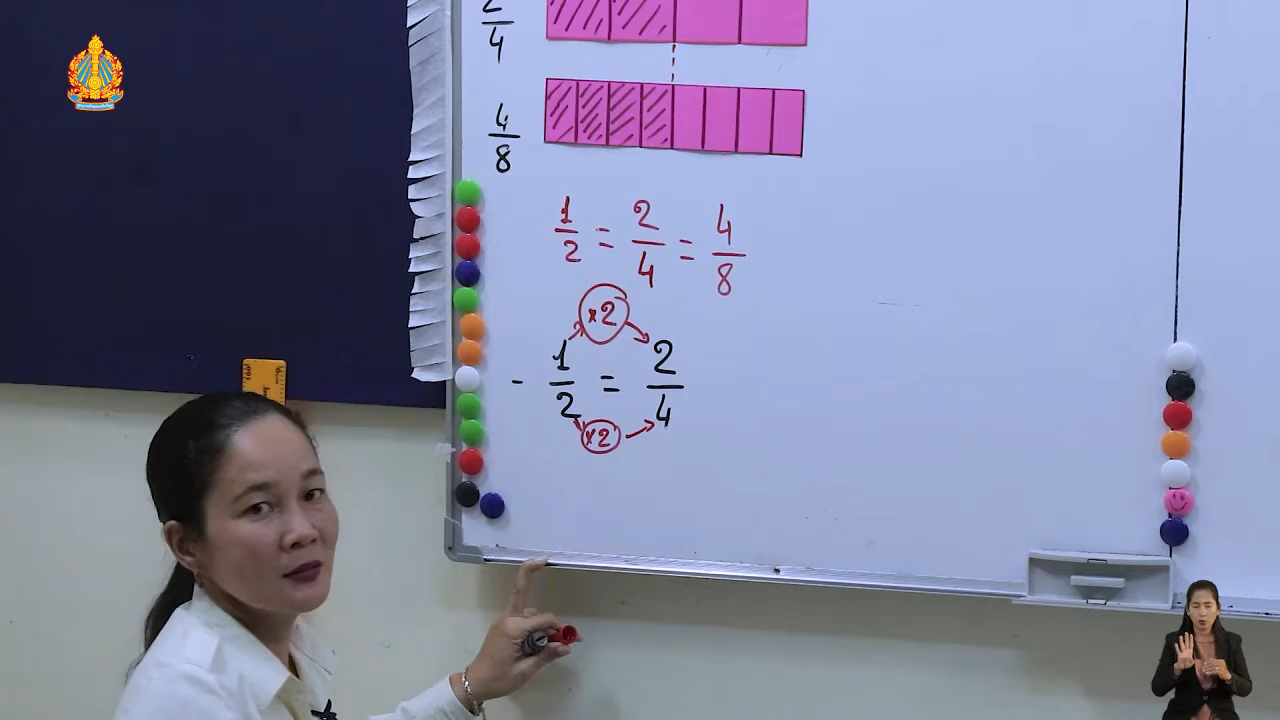 2/4
4/8
1/2 = 2/4 = 4/8
×2
- 1/2 = 2/4
×2